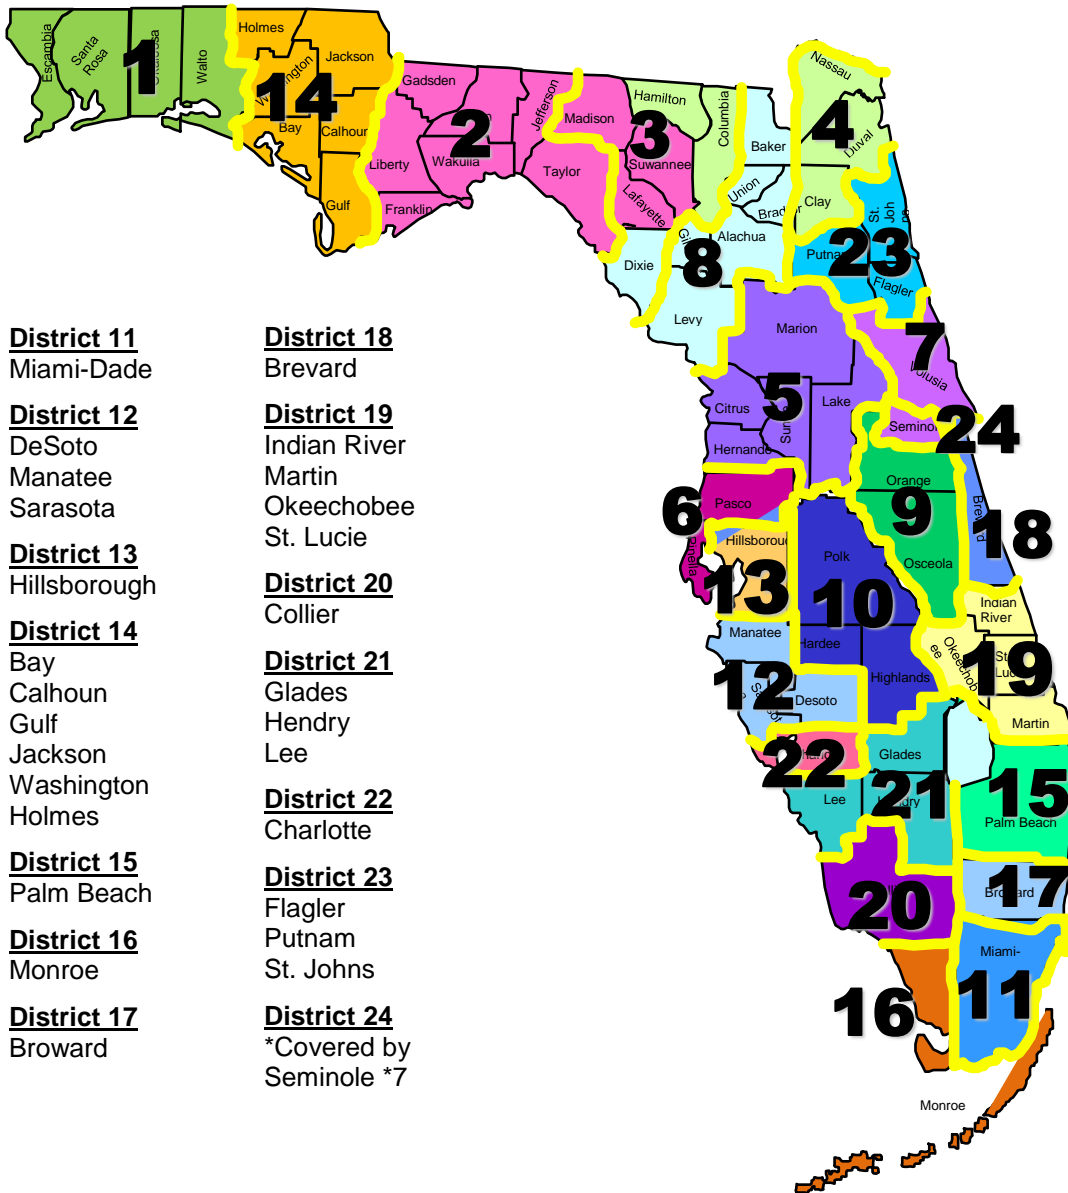 Holmes
Jackson
Escambia
Santa
Rosa
Walto
1
14
Bay
Calhoun
Gulf
Gadsden
Jefferson
Madison
2
Liberty
Wakulla
Franklin
Taylor
Hamilton
Columbia
3
Suwannee
Lafayette
Nassau
4
Duval
Baker
Union
Clay
St.
Joh
Alachua
8
Dixie
Levy
23
Flagler
Marion
7
Citrus
5
Lake
Hernando
Seminol
24
Orange
9
Osceola
Brevard
18
Pasco
6
Hillsborou
13
Polk
10
Indian
River
Manatee
Hardee
Highlands
Okeechob
ee
19
12
Desoto
Martin
22
Glades
Lee
21
15
Palm Beach
20
17
Miami-
11
16
Monroe
District 11
Miami-Dade
District 12
DeSoto
Manatee
Sarasota
District 13
Hillsborough
District 14
Bay
Calhoun
Gulf
Jackson
Washington
Holmes
District 15
Palm Beach
District 16
Monroe
District 17
Broward
District 18
Brevard
District 19
Indian River
Martin
Okeechobee
St. Lucie
District 20
Collier
District 21
Glades
Hendry
Lee
District 22
Charlotte
District 23
Flagler
Putnam
St. Johns
District 24
*Covered by
Seminole *7